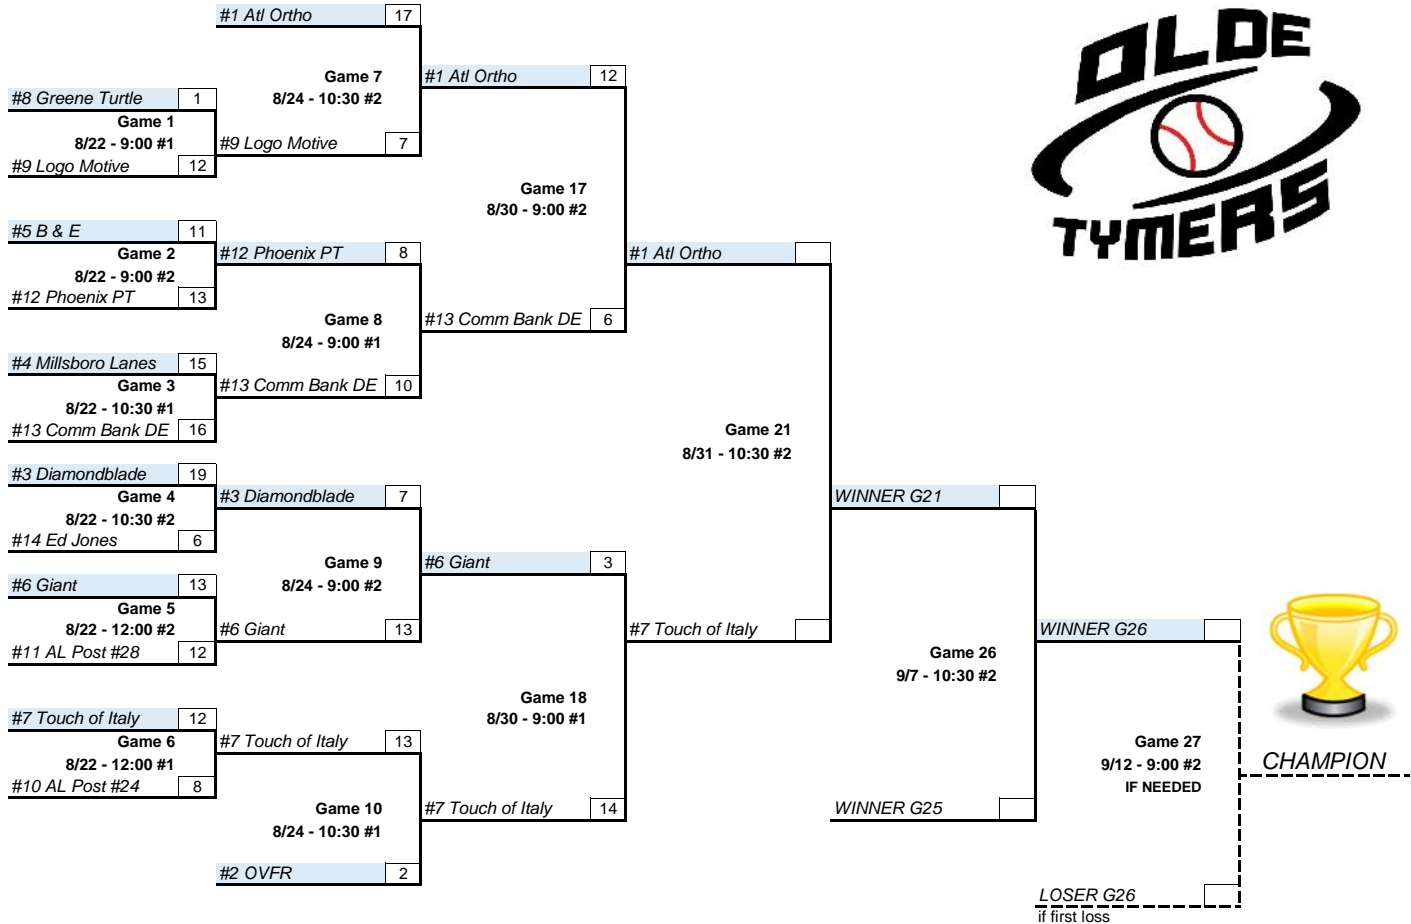 #1 Atl Ortho 17
Game 7
8/24 - 10:30 #2
#9 Logo Motive 7
#8 Greene Turtle 1
Game 1
8/22 - 9:00 #1
#9 Logo Motive 12
#5 B & E 11
Game 2
8/22 - 9:00 #2
#12 Phoenix PT 13
#12 Phoenix PT 8
Game 8
8/24 - 9:00 #1
#13 Comm Bank DE 10
#4 Millsboro Lanes 15
Game 3
8/22 - 10:30 #1
#13 Comm Bank DE 16
#3 Diamondblade 19
Game 4
8/22 - 10:30 #2
#14 Ed Jones 6
#3 Diamondblade 7
Game 9
8/24 - 9:00 #2
#6 Giant 13
#6 Giant 13
Game 5
8/22 - 12:00 #2
#11 AL Post #28 12
#7 Touch of Italy 12
Game 6
8/22 - 12:00 #1
#10 AL Post #24 8
#7 Touch of Italy 13
Game 10
8/24 - 10:30 #1
#2 OVFR 2
#1 Atl Ortho 12
Game 17
8/30 - 9:00 #2
#13 Comm Bank DE 6
#6 Giant 3
Game 18
8/30 - 9:00 #1
#7 Touch of Italy 14
#1 Atl Ortho
Game 21
8/31 - 10:30 #2
#7 Touch of Italy
WINNER G21
Game 26
9/7 - 10:30 #2
WINNER G25
WINNER G26
Game 27
9/12 - 9:00 #2
IF NEEDED
LOSER G26
if first loss
CHAMPION
OLDE
TYMERS